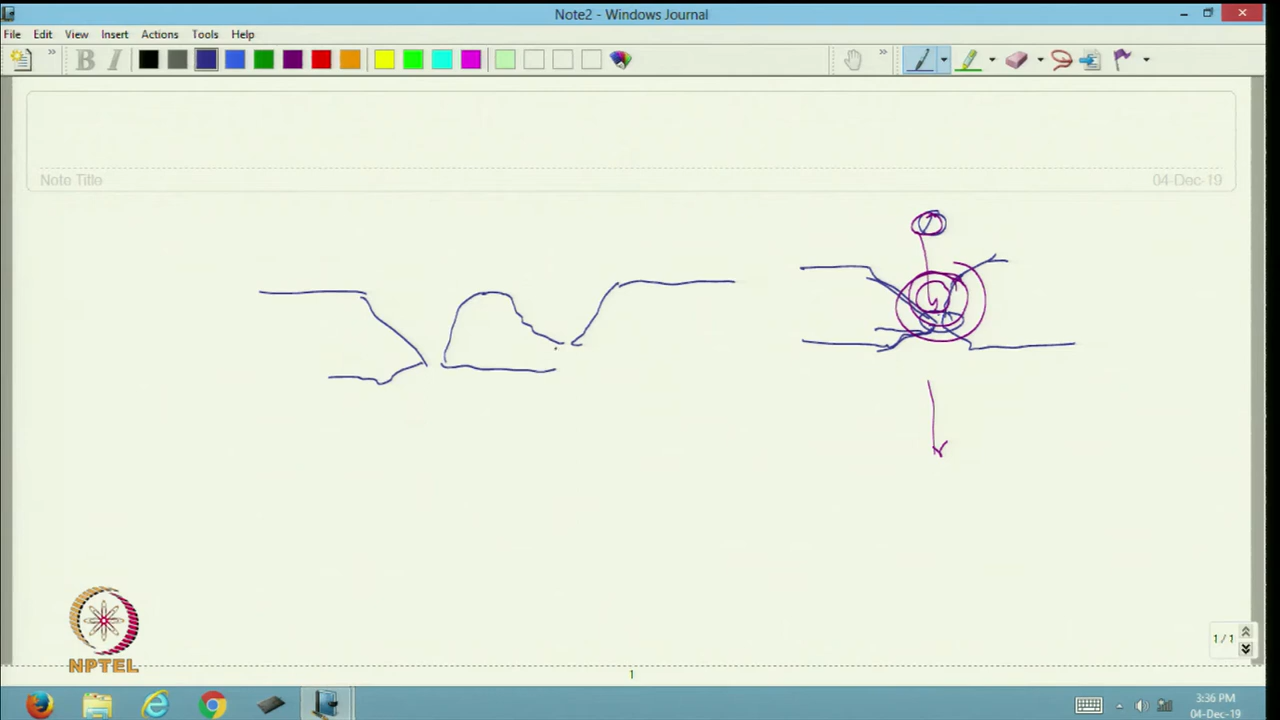 Note2 - Windows Journal
File Edit View Insert Actions Tools Help
B I
Note Title
04-Dec-19
NPTEL
1 / 1
1
3:36 PM
04-Dec-19